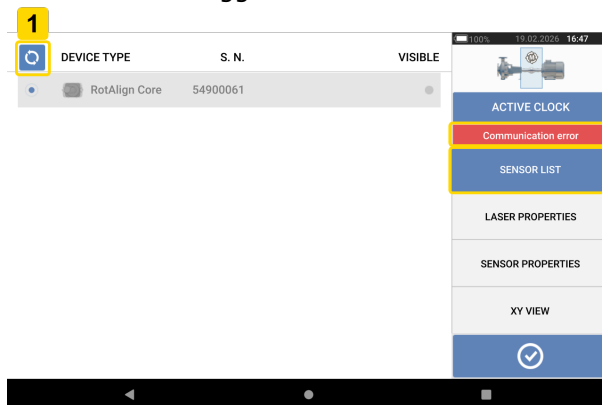 1
100% 19.02.2026 16:47
DEVICE TYPE S. N. VISIBLE
RotAlign Core 54900061
ACTIVE CLOCK
Communication error
SENSOR LIST
LASER PROPERTIES
SENSOR PROPERTIES
XY VIEW